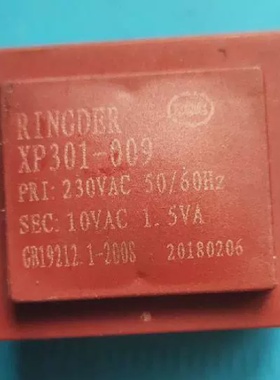 RINGDER
XP301-009
PRI: 230VAC 50/60Hz
SEC: 10VAC 1.5VA
GB19212.1-2008 20180206